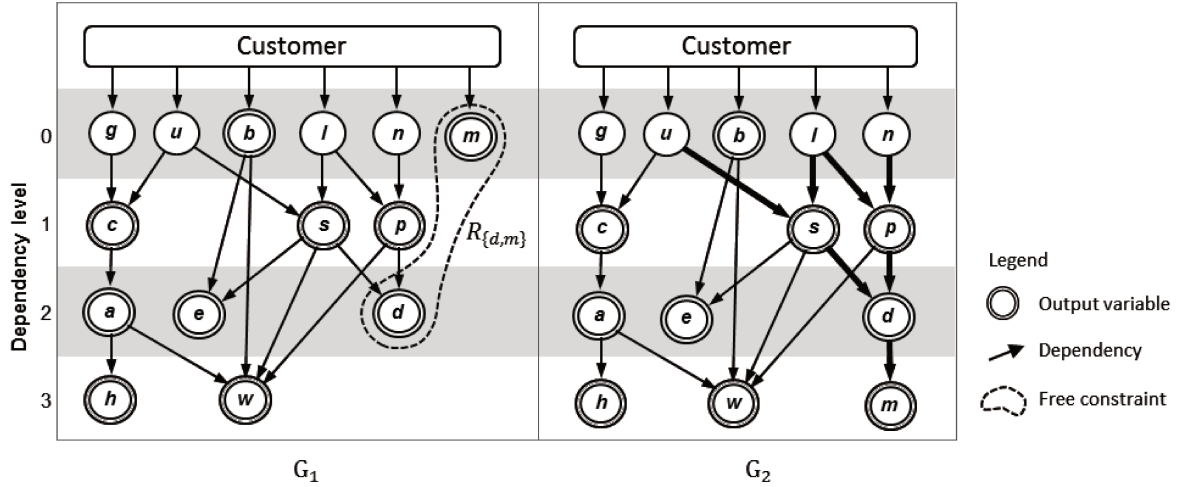 Customer
Customer
0
g
u
b
l
n
m
g
u
b
l
n
1
c
s
p
R{d,m}
c
s
p
2
a
e
d
a
e
d
3
h
w
h
w
m
Dependency level
Legend
Output variable
Dependency
Free constraint
G1
G2